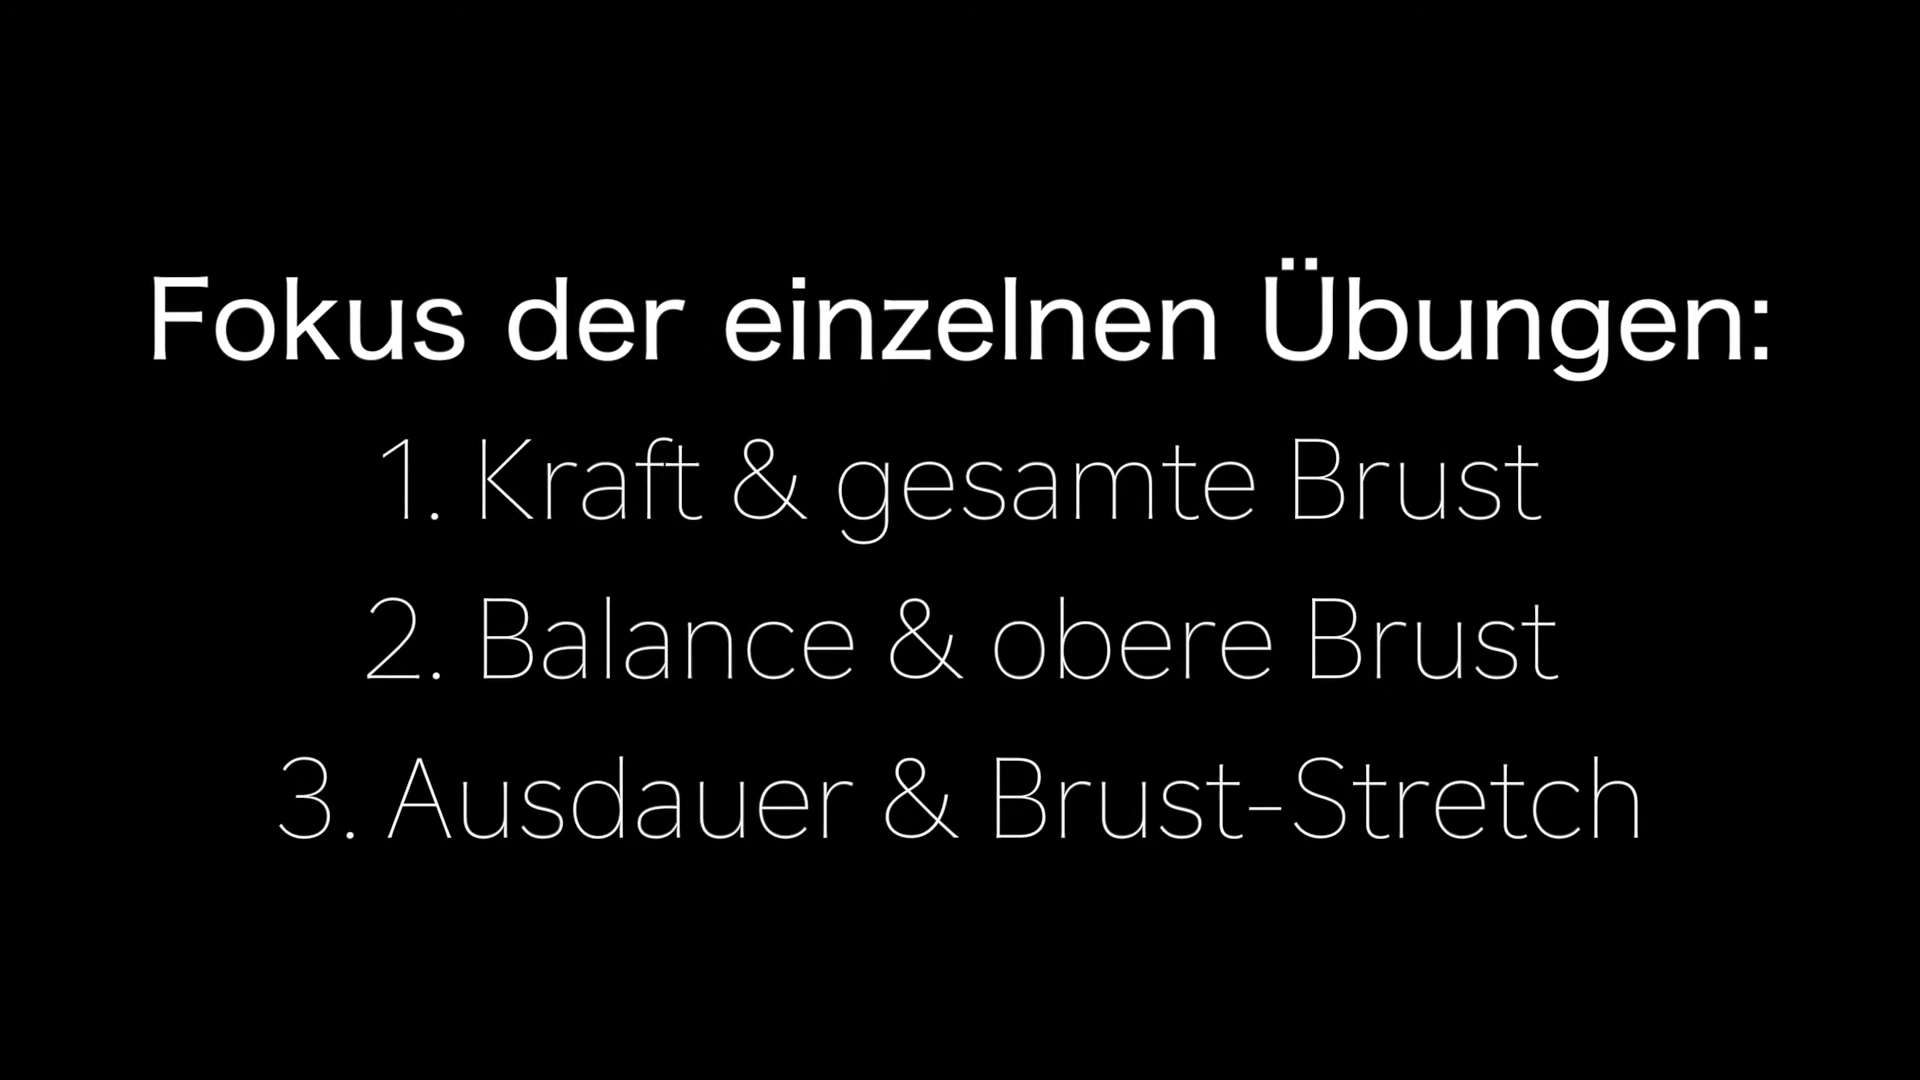 Fokus der einzelnen Übungen:
1. Kraft & gesamte Brust
2. Balance & obere Brust
3. Ausdauer & Brust-Stretch